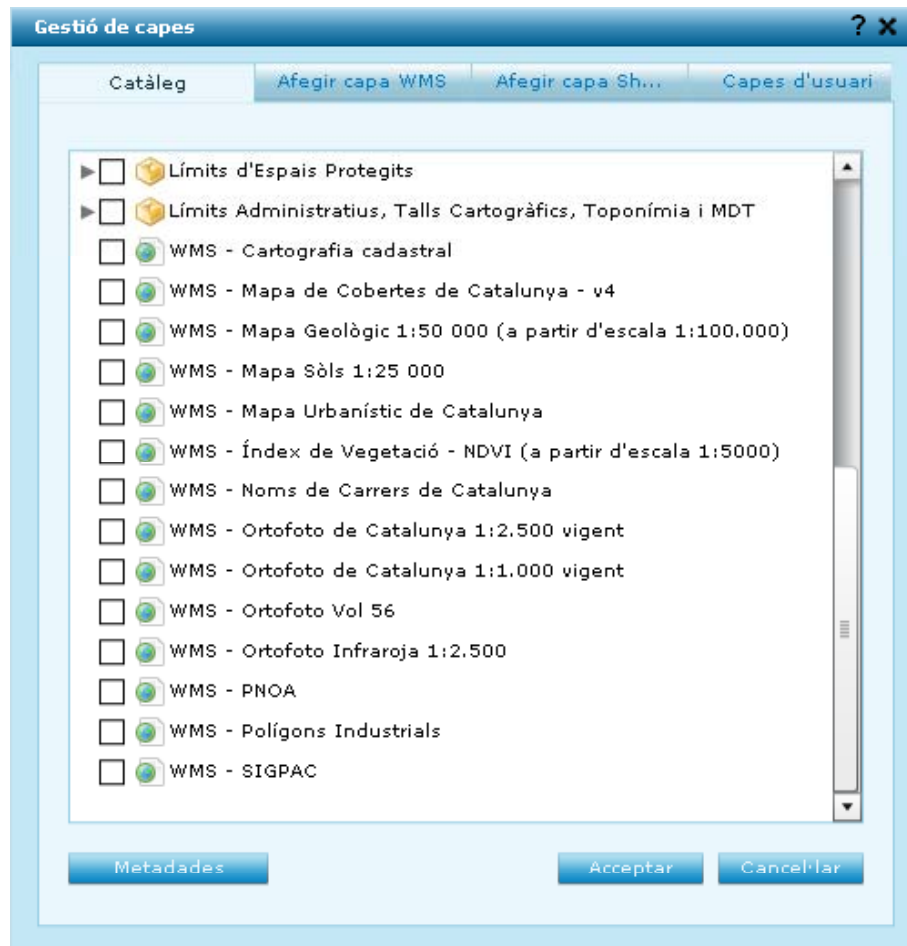 Gestió de capes
? x
Catàleg
Afegir capa WMS
Afegir capa Sh...
Capes d'usuari
Límits d'Espais Protegits
Límits Administratius, Talls Cartogràfics, Toponímia i MDT
WMS - Cartografia cadastral
WMS - Mapa de Cobertes de Catalunya - v4
WMS - Mapa Geològic 1:50 000 (a partir d'escala 1:100.000)
WMS - Mapa Sòls 1:25 000
WMS - Mapa Urbanístic de Catalunya
WMS - Índex de Vegetació - NDVI (a partir d'escala 1:5000)
WMS - Noms de Carrers de Catalunya
WMS - Ortofoto de Catalunya 1:2.500 vigent
WMS - Ortofoto de Catalunya 1:1.000 vigent
WMS - Ortofoto Vol 56
WMS - Ortofoto Infraroja 1:2.500
WMS - PNOA
WMS - Polígons Industrials
WMS - SIGPAC
Metadades
Acceptar
Cancel·lar